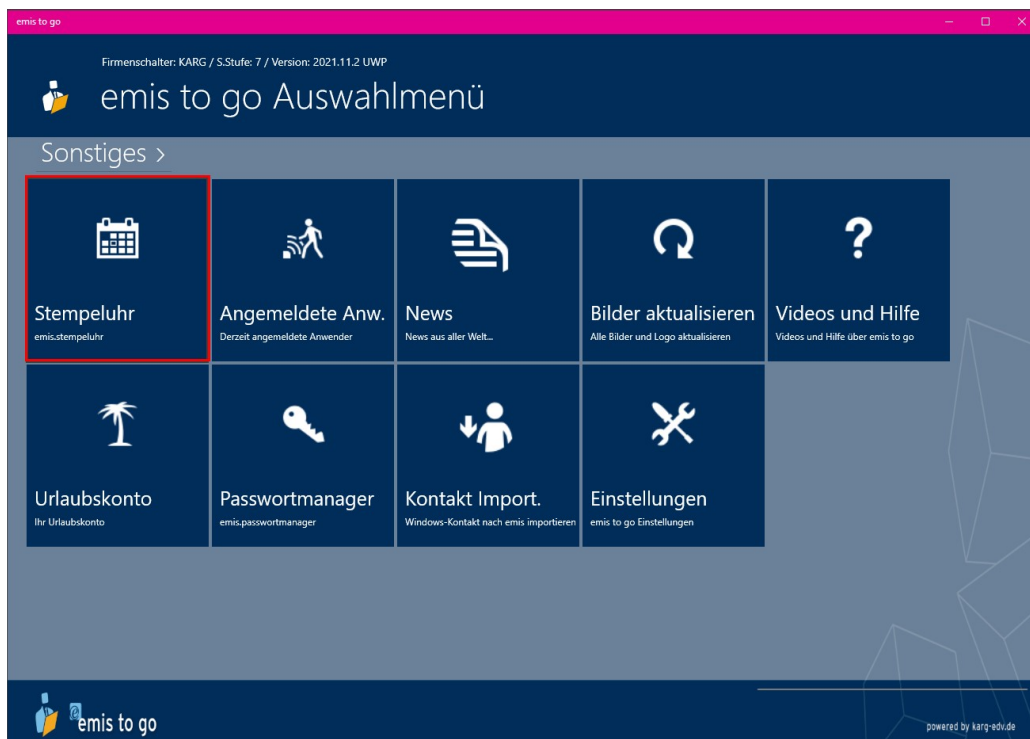 emis to go
Firmenschalter: KARG / S.Stufe: 7 / Version: 2021.11.2 UWP
emis to go Auswahlmenü
Sonstiges >
Stempeluhr
emis.stempeluhr
Angemeldete Anw.
Derzeit angemeldete Anwender
News
News aus aller Welt...
Bilder aktualisieren
Alle Bilder und Logo aktualisieren
?
Videos und Hilfe
Videos und Hilfe über emis to go
Urlaubskonto
Ihr Urlaubskonto
Passwortmanager
emis.passwortmanager
Kontakt Import.
Windows-Kontakt nach emis importieren
Einstellungen
emis to go Einstellungen
emis to go
powered by karg-edv.de